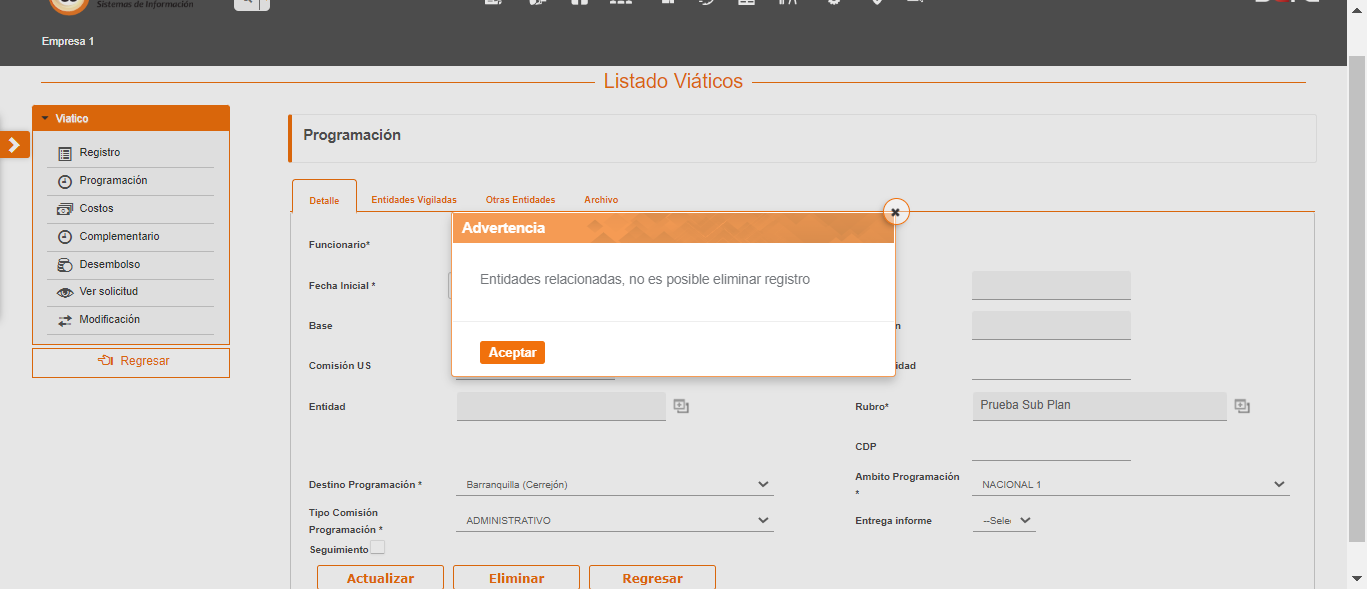 Sistemas de Información
Empresa 1
Listado Viáticos
Viatico
Registro
Programación
Costos
Complementario
Desembolso
Ver solicitud
Modificación
Regresar
Programación
Detalle
Entidades Vigiladas
Otras Entidades
Archivo
Advertencia
Entidades relacionadas, no es posible eliminar registro
Aceptar
Funcionario*
Fecha Inicial *
Base
Comisión US
Entidad
Rubro*
Prueba Sub Plan
CDP
Destino Programación *
Barranquilla (Cerrejón)
Ambito Programación
*
NACIONAL 1
Tipo Comisión
Programación *
ADMINISTRATIVO
Entrega informe
--Sele
Seguimiento
Actualizar
Eliminar
Regresar